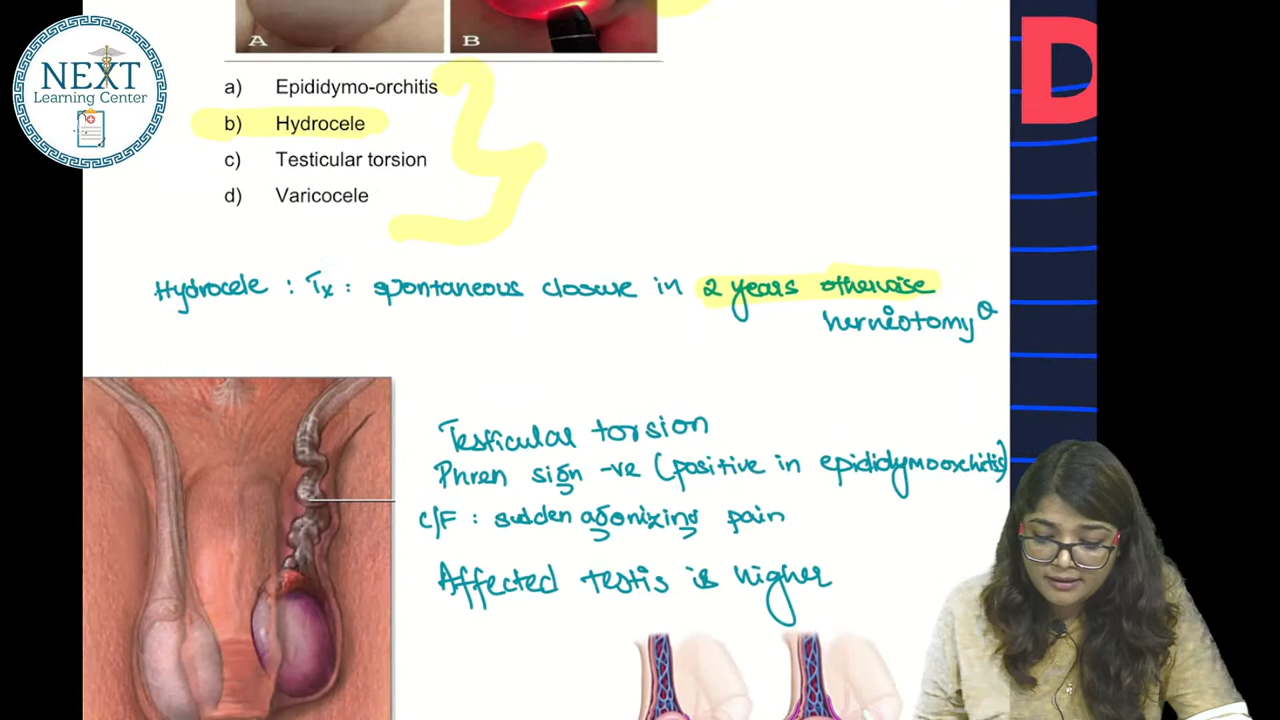 NEXT
Learning Center
A
B
a) Epididymo-orchitis
b) Hydrocele
c) Testicular torsion
d) Varicocele
Hydrocele : Tx : spontaneous closure in 2 years otherwise
herniotomy
Testicular torsion
Phren sign -ve (positive in epididymoorchitis)
C/F : sudden agonizing pain
Affected testis is higher
D